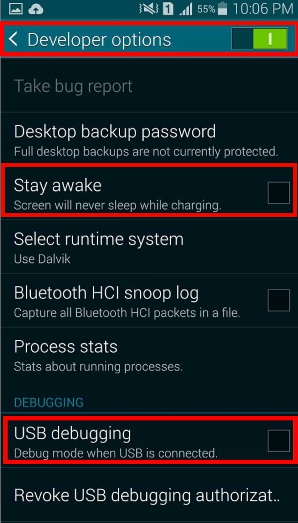 1 55% 10:06 PM
Developer options
Take bug report
Desktop backup password
Full desktop backups are not currently protected.
Stay awake
Screen will never sleep while charging.
Select runtime system
Use Dalvik
Bluetooth HCI snoop log
Capture all Bluetooth HCI packets in a file.
Process stats
Stats about running processes.
DEBUGGING
USB debugging
Debug mode when USB is connected.
Revoke USB debugging authorizat..